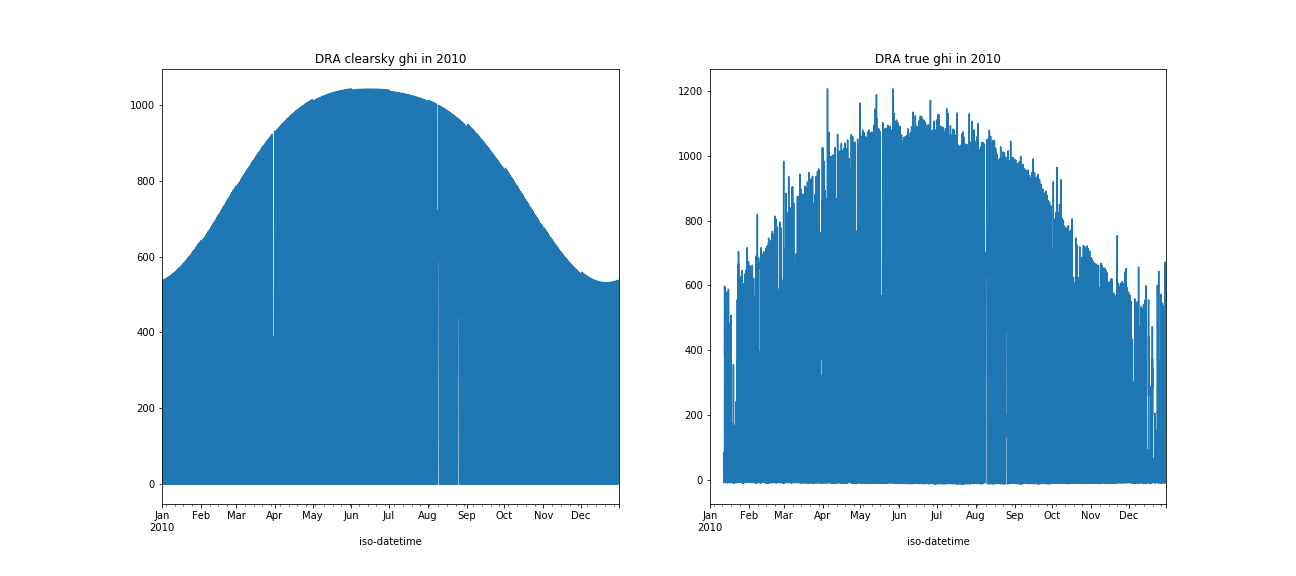 DRA clearsky ghi in 2010
1000
800
600
400
200
0
Jan Feb Mar Apr May Jun Jul Aug Sep Oct Nov Dec
2010
iso-datetime
DRA true ghi in 2010
1200
1000
800
600
400
200
0
Jan Feb Mar Apr May Jun Jul Aug Sep Oct Nov Dec
2010
iso-datetime